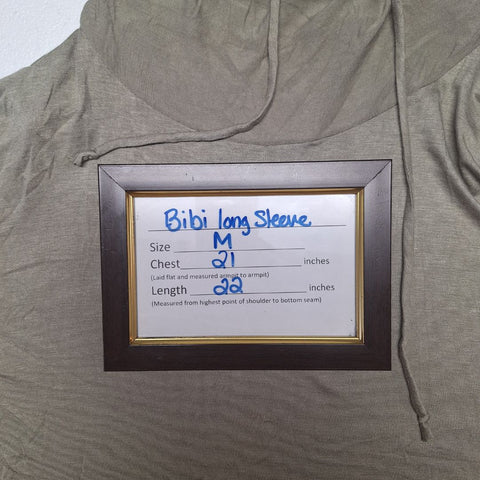 Bibi long Sleeve
Size M
Chest 21 inches
(Laid flat and measured armpit to armpit)
Length 22 inches
(Measured from highest point of shoulder to bottom seam)